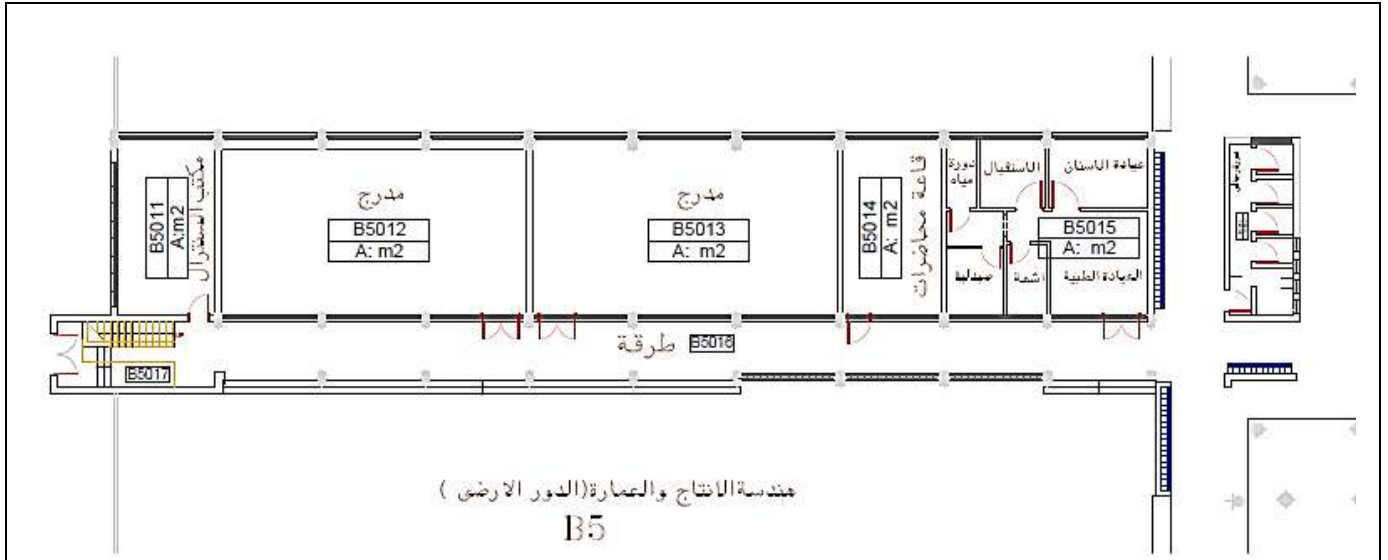 مكتب السنترال
B5011
A:m2
مدرج
B5012
A: m2
مدرج
B5013
A: m2
قاعة محاضرات
B5014
A: m2
دورة
مياه
الاستقبال
عيادة الاسنان
B5015
A: m2
صيدلية
اشعة
العيادة الطبية
طرقة
B5016
B5017
هندسة الانتاج والعمارة(الدور الارضى )
B5